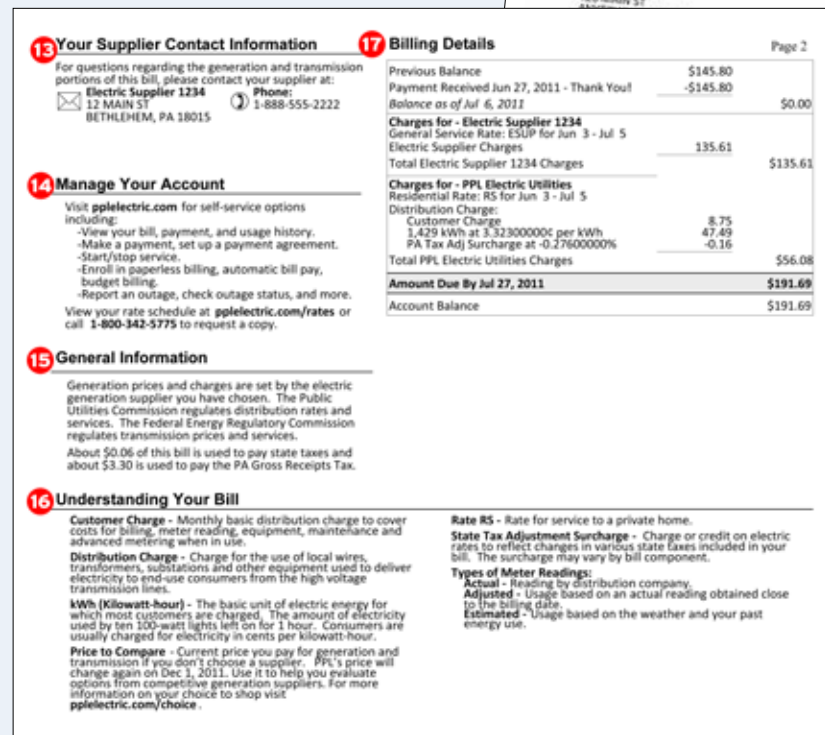 13 Your Supplier Contact Information
For questions regarding the generation and transmission
portions of this bill, please contact your supplier at:
Electric Supplier 1234
12 MAIN ST
BETHLEHEM, PA 18015
Phone:
1-888-555-2222
14 Manage Your Account
Visit pplelectric.com for self-service options
including:
-View your bill, payment, and usage history.
-Make a payment, set up a payment agreement.
-Start/stop service.
-Enroll in paperless billing, automatic bill pay,
budget billing.
-Report an outage, check outage status, and more.
View your rate schedule at pplelectric.com/rates or
call 1-800-342-5775 to request a copy.
15 General Information
Generation prices and charges are set by the electric
generation supplier you have chosen. The Public
Utilities Commission regulates distribution rates and
services. The Federal Energy Regulatory Commission
regulates transmission prices and services.
About $0.06 of this bill is used to pay state taxes and
about $3.30 is used to pay the PA Gross Receipts Tax.
17 Billing Details Page 2
Previous Balance $145.80
Payment Received Jun 27, 2011 - Thank You! -$145.80
Balance as of Jul 6, 2011 $0.00
Charges for - Electric Supplier 1234
General Service Rate: ESUP for Jun 3 - Jul 5
Electric Supplier Charges 135.61
Total Electric Supplier 1234 Charges $135.61
Charges for - PPL Electric Utilities
Residential Rate: RS for Jun 3 - Jul 5
Distribution Charge:
Customer Charge 8.75
1,429 kWh at 3.32300000¢ per kWh 47.49
PA Tax Adj Surcharge at -0.27600000% -0.16
Total PPL Electric Utilities Charges $56.08
Amount Due By Jul 27, 2011 $191.69
Account Balance $191.69
16 Understanding Your Bill
Customer Charge - Monthly basic distribution charge to cover
costs for billing, meter reading, equipment, maintenance and
advanced metering when in use.
Distribution Charge - Charge for the use of local wires,
transformers, substations and other equipment used to deliver
electricity to end-use consumers from the high voltage
transmission lines.
kWh (Kilowatt-hour) - The basic unit of electric energy for
which most customers are charged. The amount of electricity
used by ten 100-watt lights left on for 1 hour. Consumers are
usually charged for electricity in cents per kilowatt-hour.
Price to Compare - Current price you pay for generation and
transmission if you don't choose a supplier. PPL's price will
change again on Dec 1, 2011. Use it to help you evaluate
options from competitive generation suppliers. For more
information on your choice to shop visit
pplelectric.com/choice.
Rate RS - Rate for service to a private home.
State Tax Adjustment Surcharge - Charge or credit on electric
rates to reflect changes in various state taxes included in your
bill. The surcharge may vary by bill component.
Types of Meter Readings:
Actual - Reading by distribution company.
Adjusted - Usage based on an actual reading obtained close
to the billing date.
Estimated - Usage based on the weather and your past
energy use.